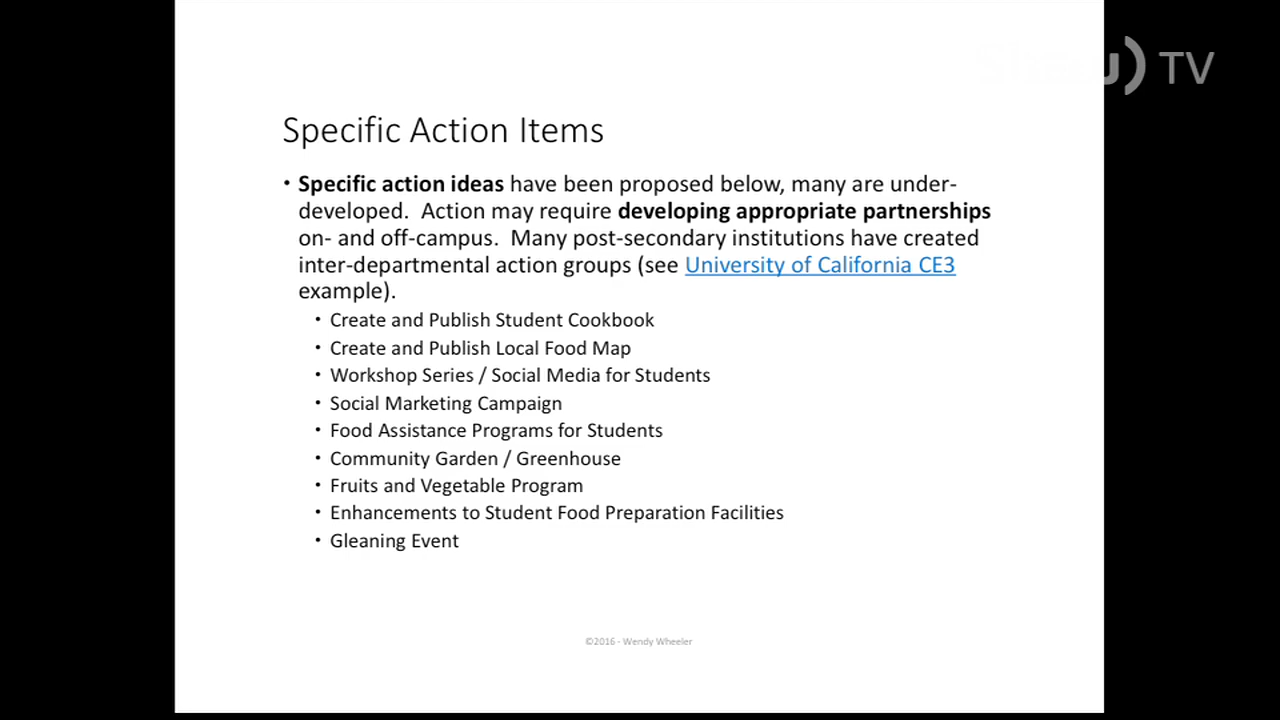 TV
Specific Action Items
• Specific action ideas have been proposed below, many are under-
developed.  Action may require developing appropriate partnerships
on- and off-campus.  Many post-secondary institutions have created
inter-departmental action groups (see University of California CE3
example).
• Create and Publish Student Cookbook
• Create and Publish Local Food Map
• Workshop Series / Social Media for Students
• Social Marketing Campaign
• Food Assistance Programs for Students
• Community Garden / Greenhouse
• Fruits and Vegetable Program
• Enhancements to Student Food Preparation Facilities
• Gleaning Event
©2016 - Wendy Wheeler